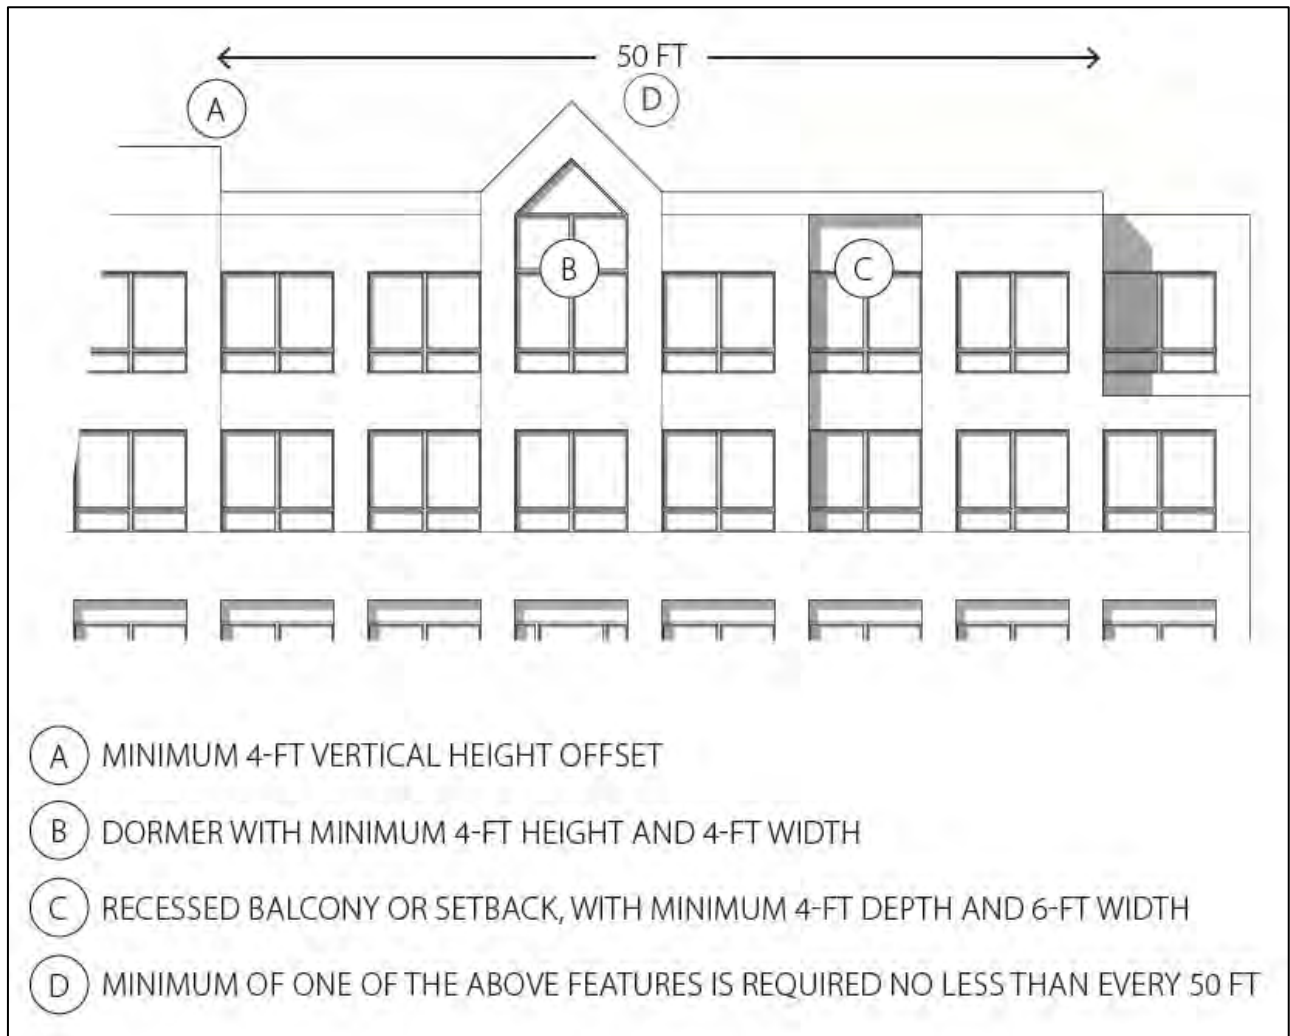 50 FT
A
D
B
C
A MINIMUM 4-FT VERTICAL HEIGHT OFFSET
B DORMER WITH MINIMUM 4-FT HEIGHT AND 4-FT WIDTH
C RECESSED BALCONY OR SETBACK, WITH MINIMUM 4-FT DEPTH AND 6-FT WIDTH
D MINIMUM OF ONE OF THE ABOVE FEATURES IS REQUIRED NO LESS THAN EVERY 50 FT